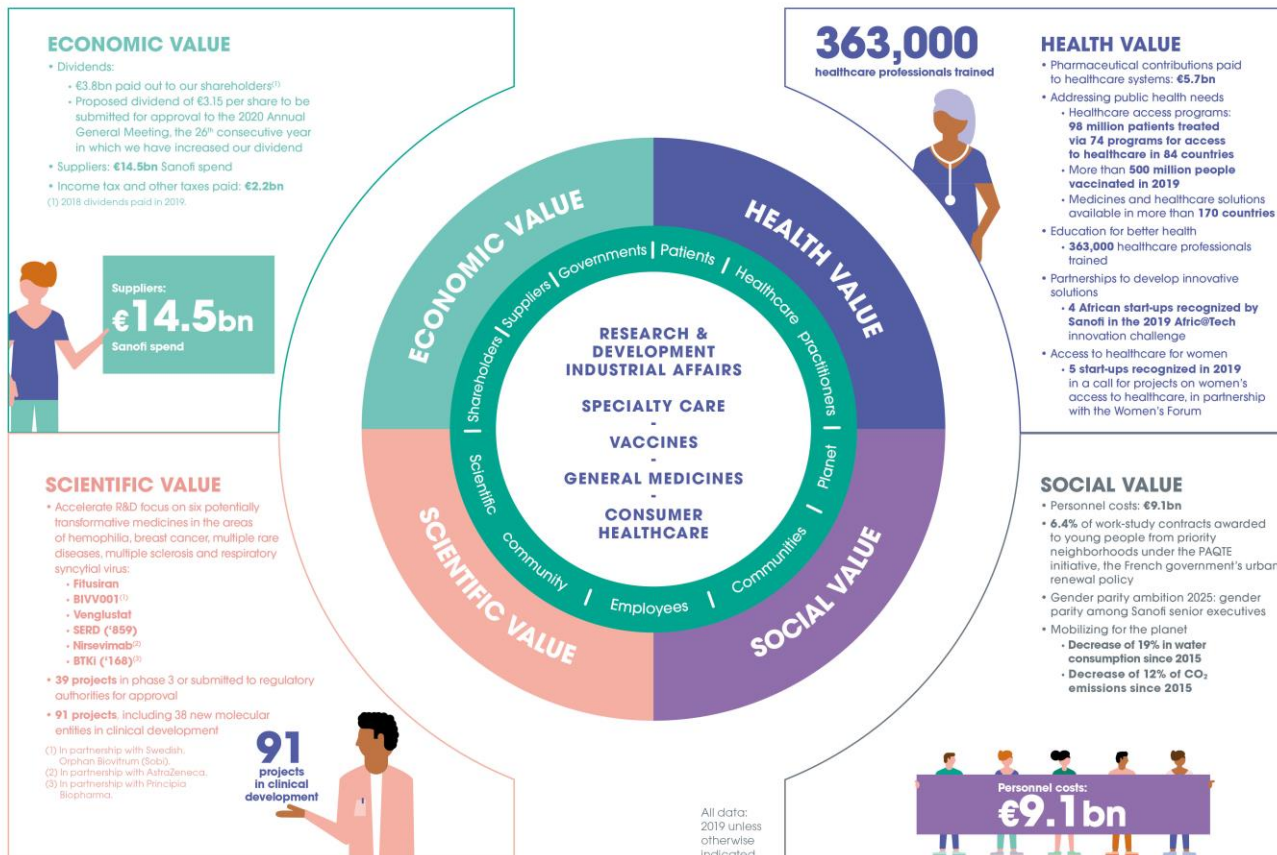 ECONOMIC VALUE
• Dividends:
• €3.8bn paid out to our shareholders(1)
• Proposed dividend of €3.15 per share to be
submitted for approval to the 2020 Annual
General Meeting, the 26th consecutive year
in which we have increased our dividend
• Suppliers: €14.5bn Sanofi spend
• Income tax and other taxes paid: €2.2bn
(1) 2018 dividends paid in 2019.
Suppliers:
€14.5bn
Sanofi spend
363,000
healthcare professionals trained
HEALTH VALUE
• Pharmaceutical contributions paid
to healthcare systems: €5.7bn
• Addressing public health needs
• Healthcare access programs:
98 million patients treated
via 74 programs for access
to healthcare in 84 countries
• More than 500 million people
vaccinated in 2019
• Medicines and healthcare solutions
available in more than 170 countries
• Education for better health
• 363,000 healthcare professionals
trained
• Partnerships to develop innovative
solutions
• 4 African start-ups recognized by
Sanofi in the 2019 Afric@Tech
innovation challenge
• Access to healthcare for women
• 5 start-ups recognized in 2019
in a call for projects on women's
access to healthcare, in partnership
with the Women's Forum
ECONOMIC VALUE
HEALTH VALUE
SOCIAL VALUE
SCIENTIFIC VALUE
Shareholders | Suppliers | Governments | Patients | Healthcare practitioners |
Planet | Communities | Employees | Scientific community |
RESEARCH &
DEVELOPMENT
INDUSTRIAL AFFAIRS
SPECIALTY CARE
-
VACCINES
-
GENERAL MEDICINES
-
CONSUMER
HEALTHCARE
SCIENTIFIC VALUE
• Accelerate R&D focus on six potentially
transformative medicines in the areas
of hemophilia, breast cancer, multiple rare
diseases, multiple sclerosis and respiratory
syncytial virus:
• Fitusiran
• BIVV001(1)
• Venglustat
• SERD ('859)
• Nirsevimab(2)
• BTKi ('168)(3)
• 39 projects in phase 3 or submitted to regulatory
authorities for approval
• 91 projects, including 38 new molecular
entities in clinical development
(1) In partnership with Swedish.
Orphan Biovitrum (Sobi).
(2) In partnership with AstraZeneca.
(3) In partnership with Principia
Biopharma.
91
projects
in clinical
development
SOCIAL VALUE
• Personnel costs: €9.1bn
• 6.4% of work-study contracts awarded
to young people from priority
neighborhoods under the PAQTE
initiative, the French government's urban
renewal policy
• Gender parity ambition 2025: gender
parity among Sanofi senior executives
• Mobilizing for the planet
• Decrease of 19% in water
consumption since 2015
• Decrease of 12% of CO₂
emissions since 2015
Personnel costs:
€9.1bn
All data:
2019 unless
otherwise
indicated